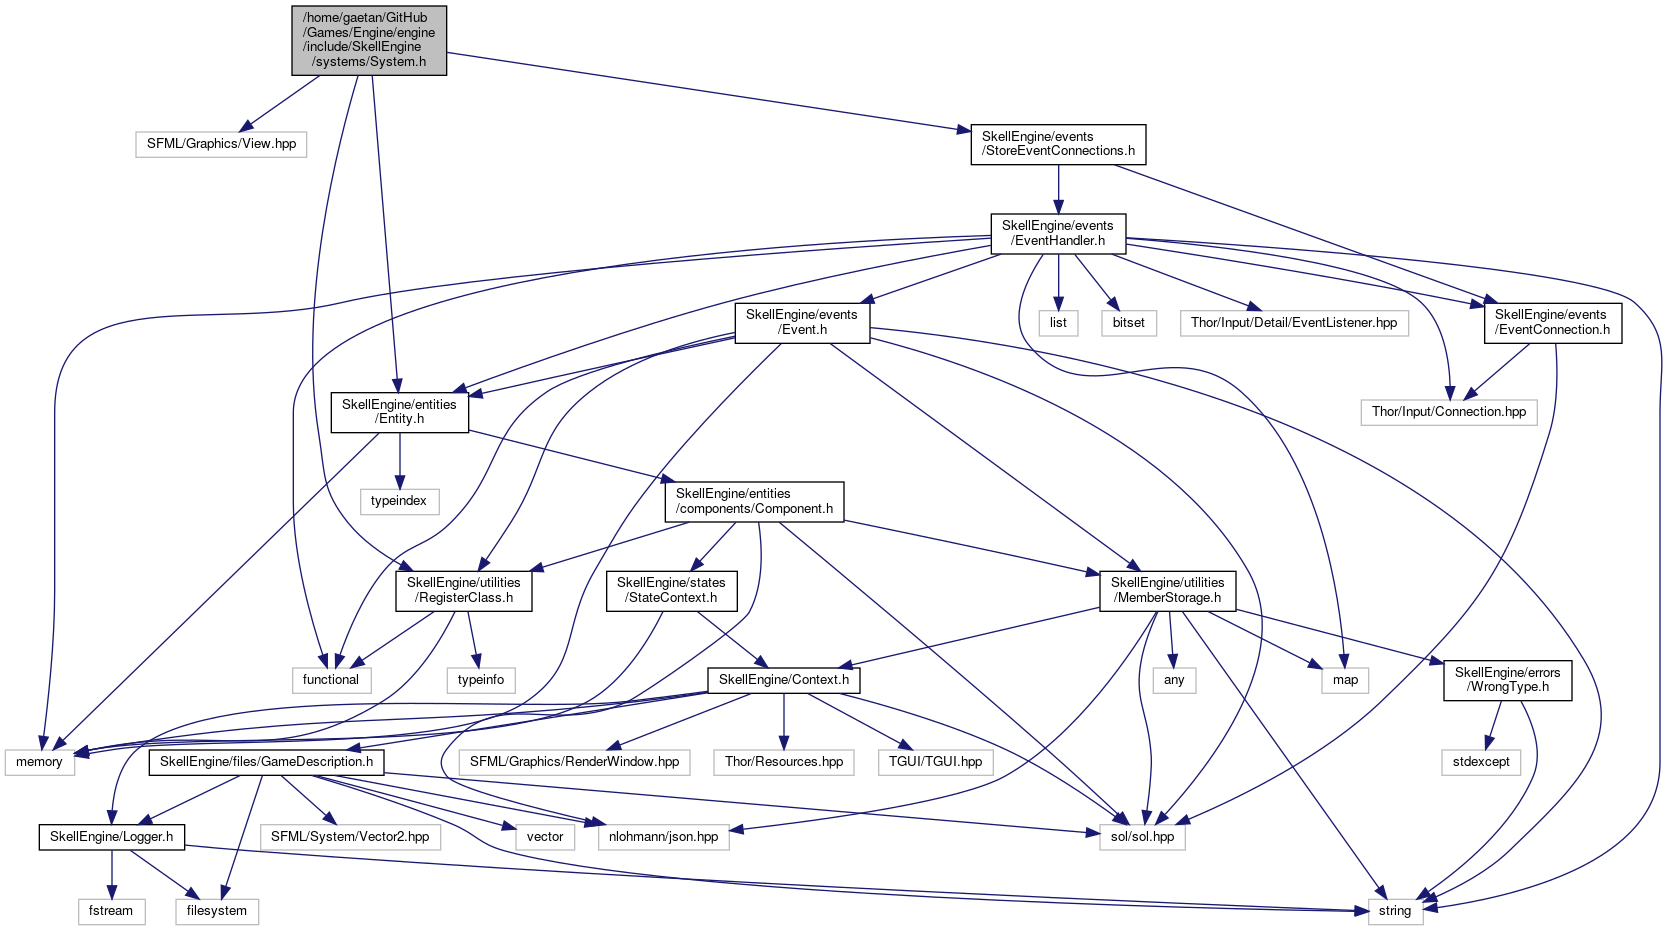 /home/gaetan/GitHub
/Games/Engine/engine
/include/SkellEngine
/systems/System.h
SFML/Graphics/View.hpp
SkellEngine/events
/StoreEventConnections.h
SkellEngine/events
/EventHandler.h
SkellEngine/events
/Event.h
list
bitset
Thor/Input/Detail/EventListener.hpp
SkellEngine/events
/EventConnection.h
SkellEngine/entities
/Entity.h
Thor/Input/Connection.hpp
typeindex
SkellEngine/entities
/components/Component.h
SkellEngine/utilities
/RegisterClass.h
SkellEngine/states
/StateContext.h
SkellEngine/utilities
/MemberStorage.h
functional
typeinfo
SkellEngine/Context.h
any
map
SkellEngine/errors
/WrongType.h
memory
SkellEngine/files/GameDescription.h
SFML/Graphics/RenderWindow.hpp
Thor/Resources.hpp
TGUI/TGUI.hpp
stdexcept
SkellEngine/Logger.h
SFML/System/Vector2.hpp
vector
nlohmann/json.hpp
sol/sol.hpp
fstream
filesystem
string